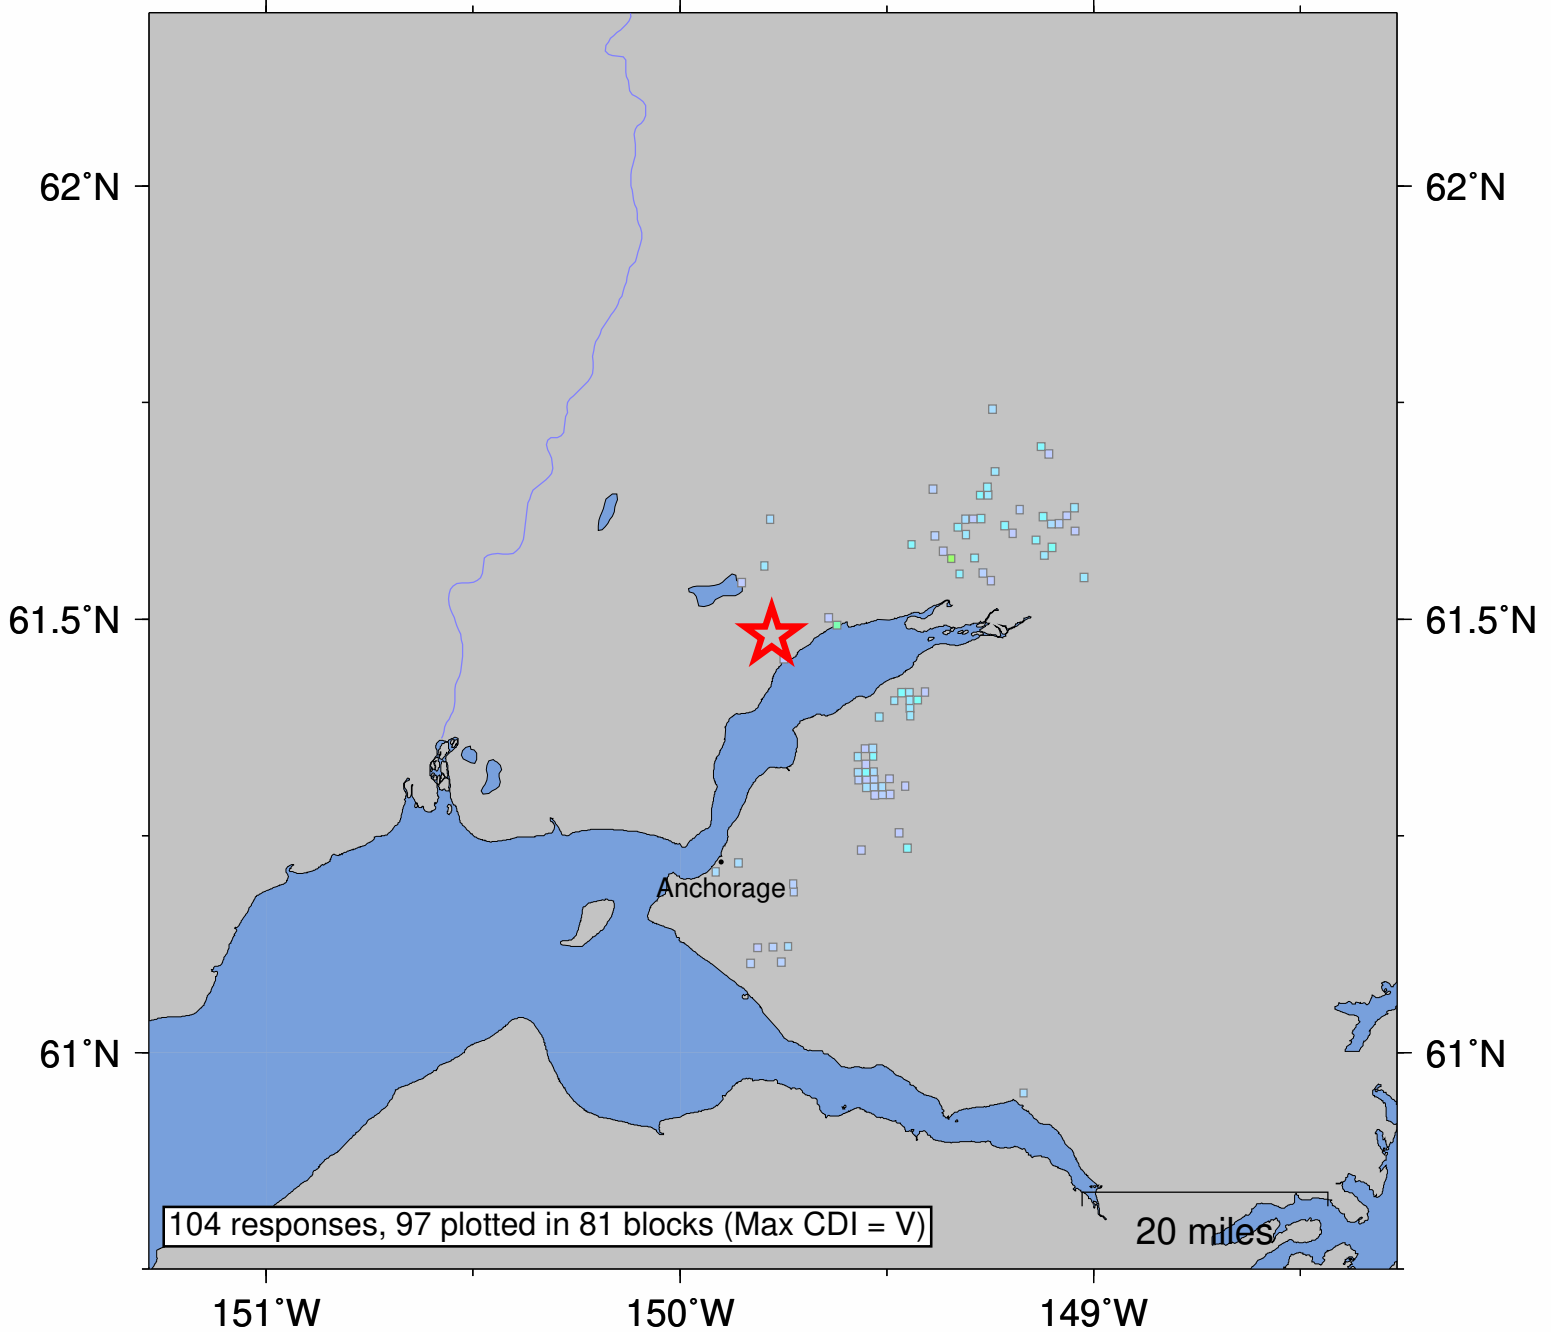 62˚N
62˚N
61.5˚N
61.5˚N
Anchorage
61˚N
61˚N
104 responses, 97 plotted in 81 blocks (Max CDI = V)
20 miles
151˚W
150˚W
149˚W